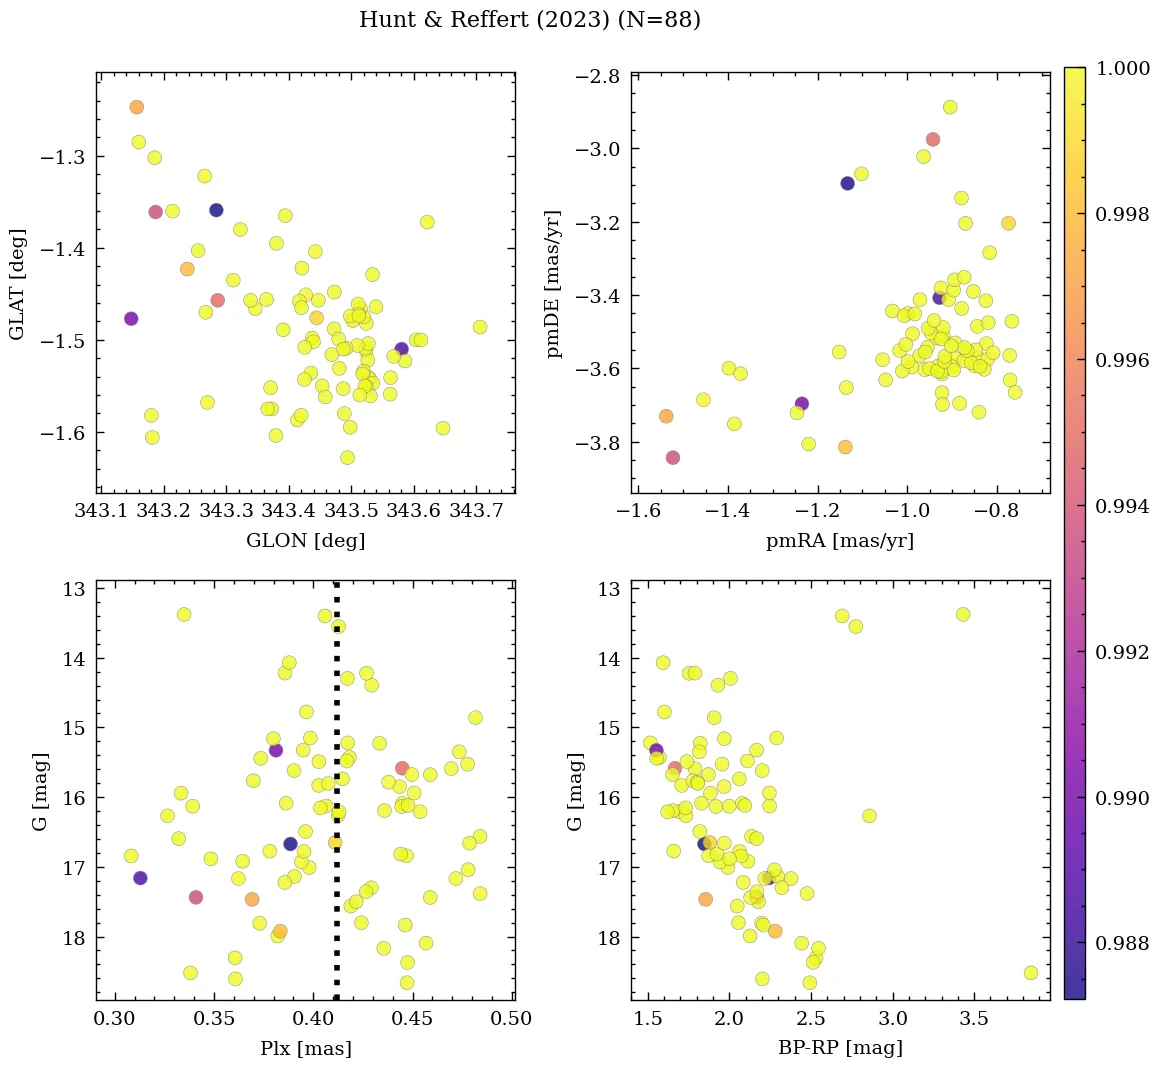 Hunt & Reffert (2023) (N=88)
GLAT [deg]
−1.3
−1.4
−1.5
−1.6
343.1 343.2 343.3 343.4 343.5 343.6 343.7
GLON [deg]
pmDE [mas/yr]
−2.8
−3.0
−3.2
−3.4
−3.6
−3.8
−1.6 −1.4 −1.2 −1.0 −0.8
pmRA [mas/yr]
1.000
0.998
0.996
0.994
0.992
0.990
0.988
G [mag]
13
14
15
16
17
18
0.30 0.35 0.40 0.45 0.50
Plx [mas]
G [mag]
13
14
15
16
17
18
1.5 2.0 2.5 3.0 3.5
BP-RP [mag]